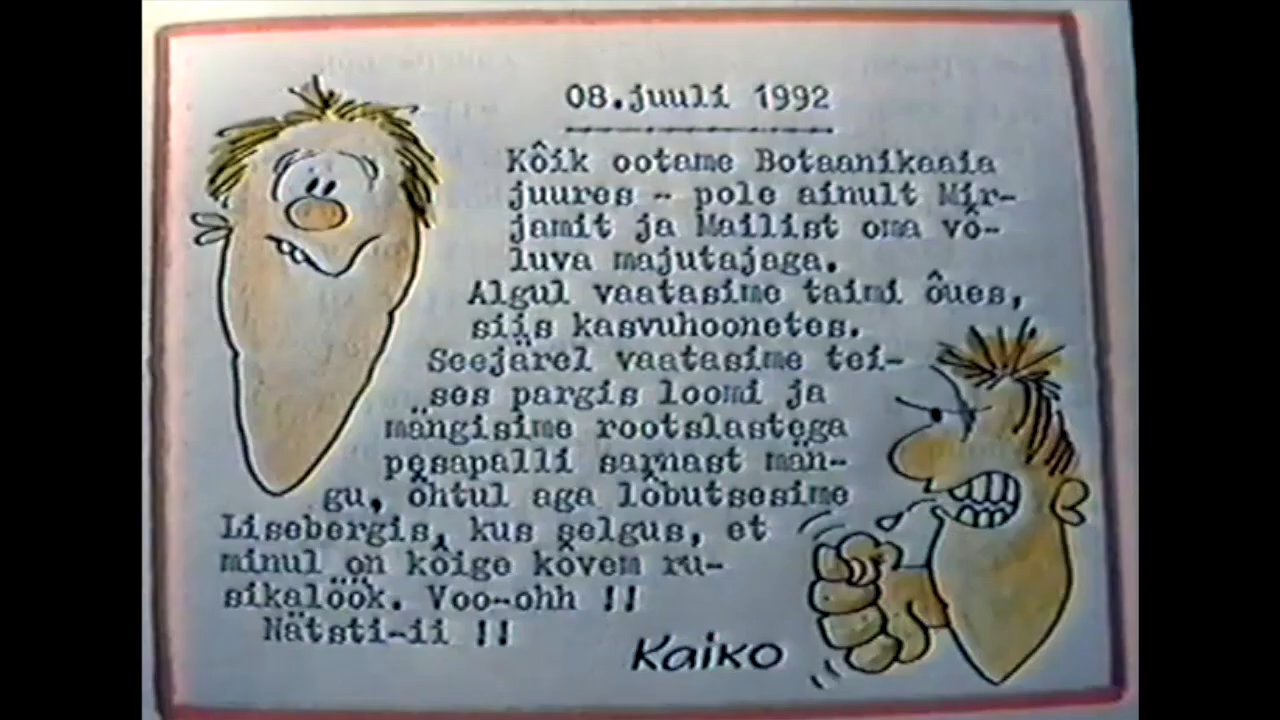 08.juuli 1992
Kôik ootame Botaanikaaia
juures - pole ainult Mir-
jamit ja Mailist oma vô-
luva majutajaga.
Algul vaatasime taimi ôues,
siis kasvuhoonetes.
Seejärel vaatasime tei-
ses pargis loomi ja
mängisime rootslastega
pesapalli sarnast män-
gu, ôhtul aga lôbutsesime
Lisebergis, kus selgus, et
minul on kôige kôvem ru-
sikalöök. Voo-ohh !!
Nätsti-ii !!
Kaiko